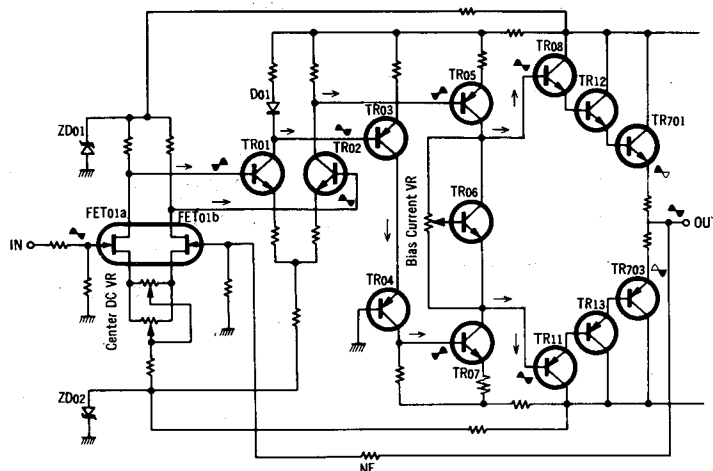 TR08
TR12
TR05
D01
TR03
TR701
ZD01
TR01
TR02
FET01a
FET01b
TR06
Bias Current VR
IN
OUT
TR703
Center DC VR
TR04
TR13
TR11
TR07
ZD02
NF